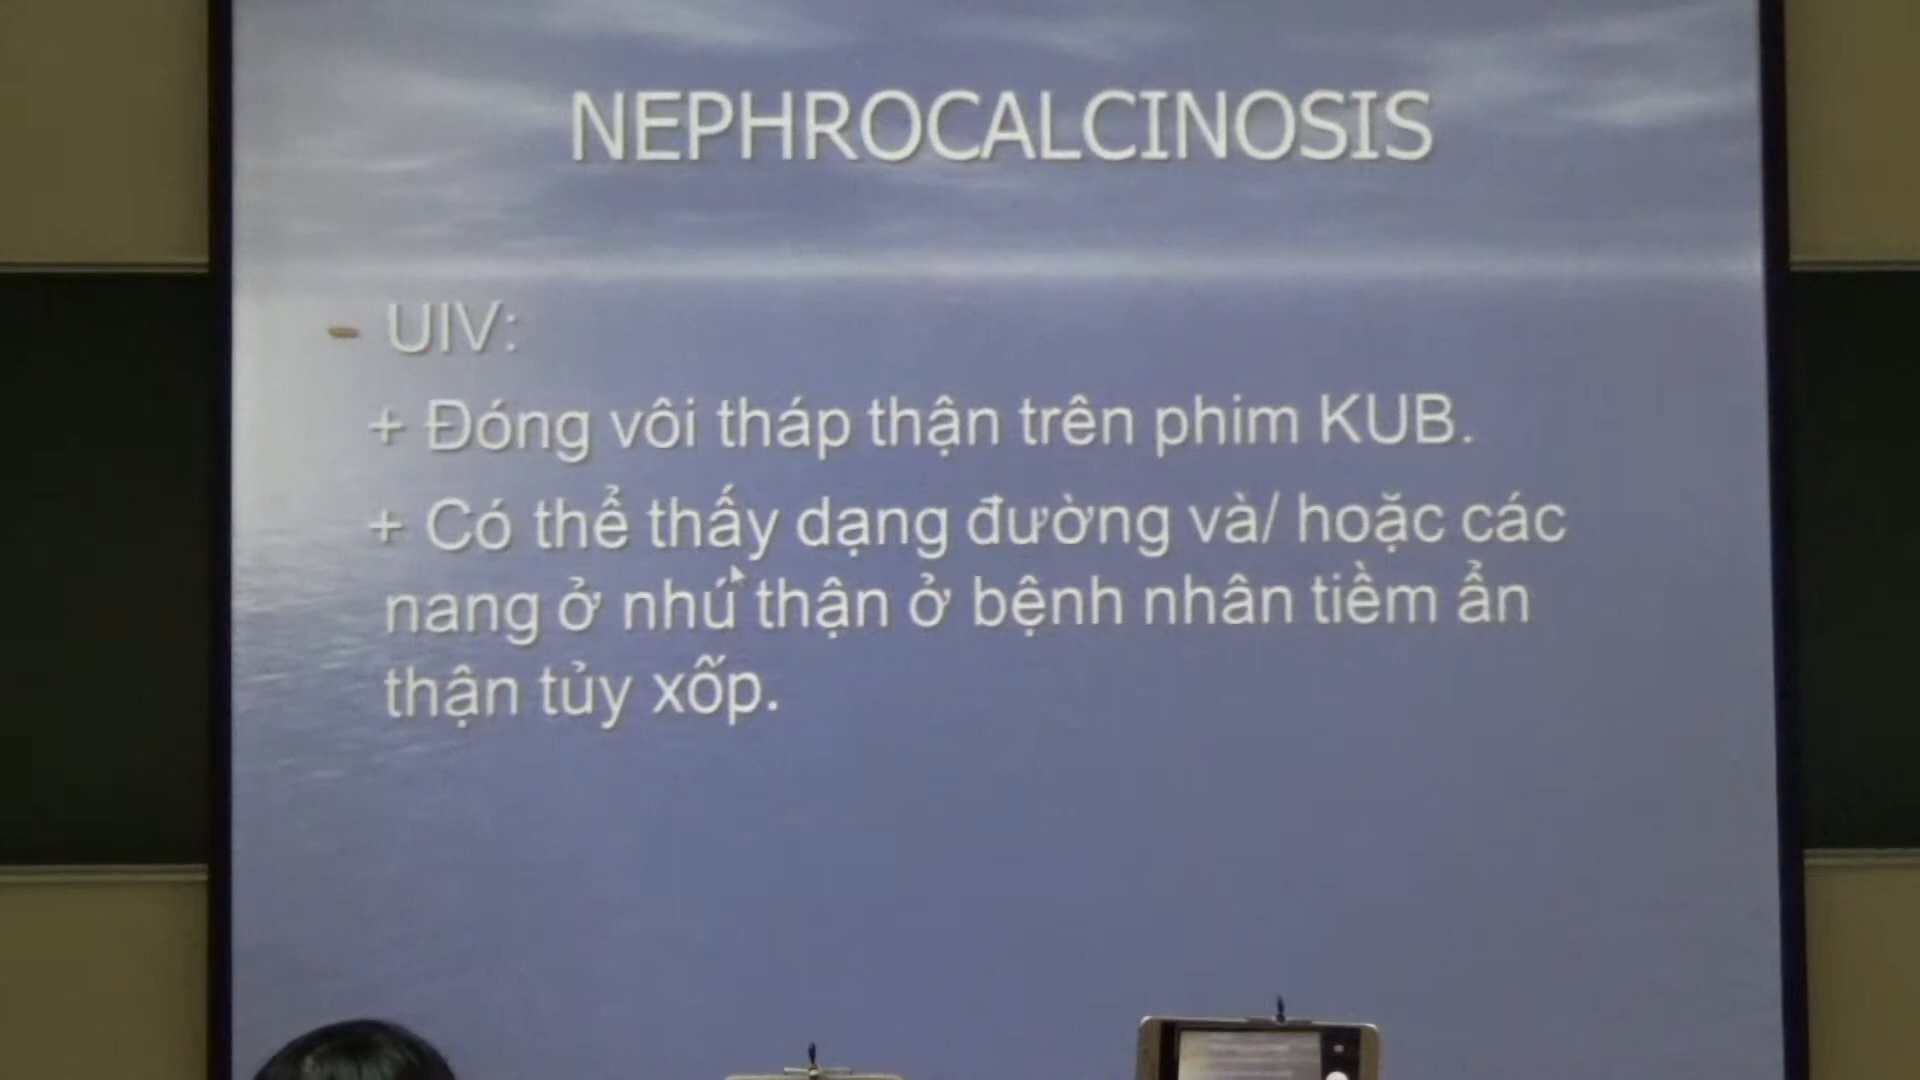 NEPHROCALCINOSIS
- UIV:
+ Đóng vôi tháp thận trên phim KUB.
+ Có thể thấy dạng đường và/ hoặc các
nang ở nhú thận ở bệnh nhân tiềm ẩn
thận tủy xốp.